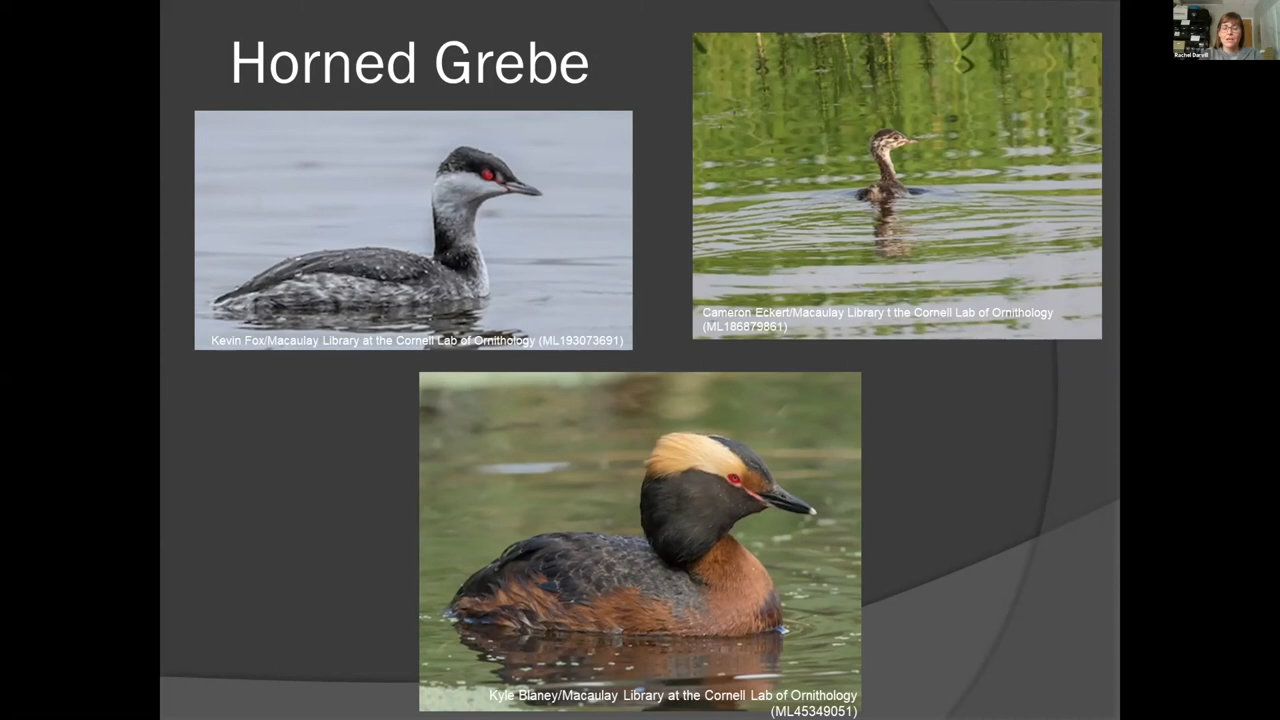 Horned Grebe
Kevin Fox/Macaulay Library at the Cornell Lab of Ornithology (ML193073691)
Cameron Eckert/Macaulay Library t the Cornell Lab of Ornithology
(ML186879861)
Kyle Blaney/Macaulay Library at the Cornell Lab of Ornithology
(ML45349051)
Rachel Darvill